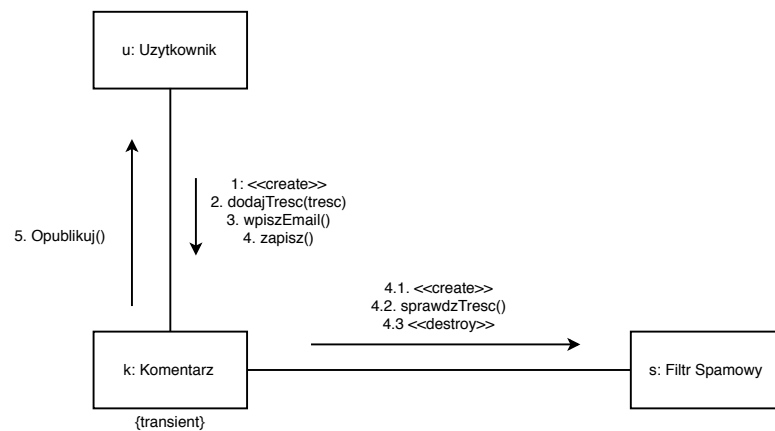 u: Uzytkownik
1: <<create>>
2. dodajTresc(tresc)
3. wpiszEmail()
4. zapisz()
5. Opublikuj()
4.1. <<create>>
4.2. sprawdzTresc()
4.3 <<destroy>>
k: Komentarz
s: Filtr Spamowy
{transient}